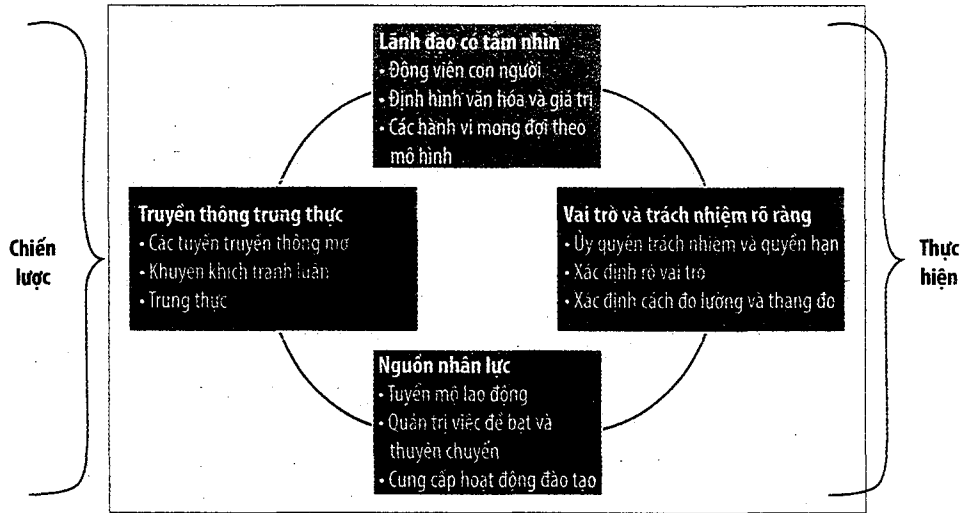 Lãnh đạo có tầm nhìn
• Động viên con người
• Định hình văn hóa và giá trị
• Các hành vi mong đợi theo
mô hình
Truyền thông trung thực
• Các tuyến truyền thông mở
• Khuyến khích tranh luận
• Trung thực
Vai trò và trách nhiệm rõ ràng
• Ủy quyền trách nhiệm và quyền hạn
• Xác định rõ vai trò
• Xác định cách đo lường và thang đo
Chiến
lược
Thực
hiện
Nguồn nhân lực
• Tuyển mộ lao động
• Quản trị việc đề bạt và
thuyên chuyển
• Cung cấp hoạt động đào tạo